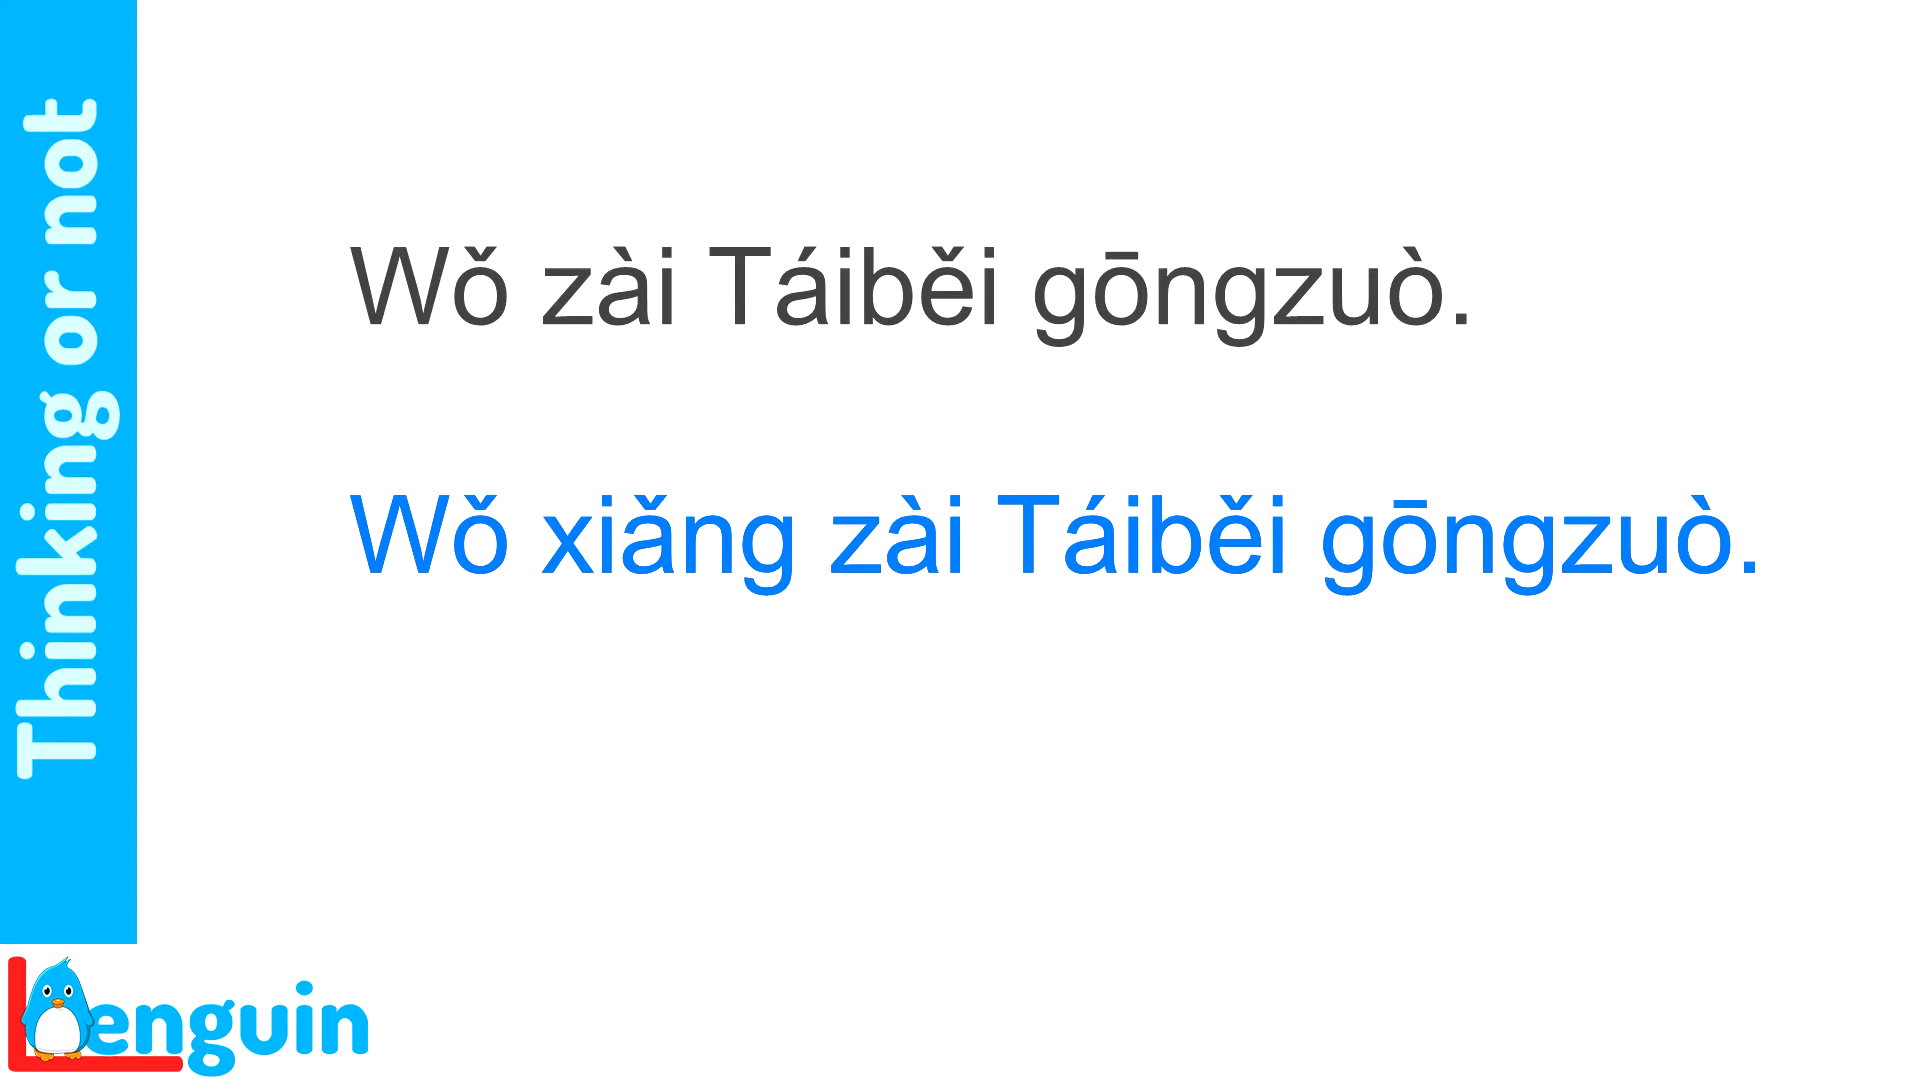 Thinking or not
Wǒ zài Táiběi gōngzuò.
Wǒ xiǎng zài Táiběi gōngzuò.
Lenguin